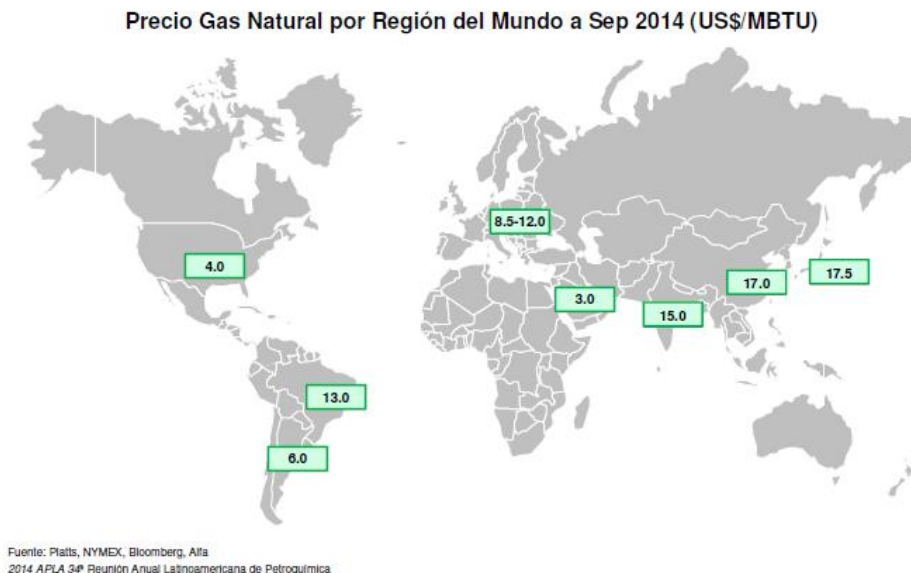 Precio Gas Natural por Región del Mundo a Sep 2014 (US$/MBTU)
8.5-12.0
4.0
17.5
17.0
3.0
15.0
13.0
6.0
Fuente: Platts, NYMEX, Bloomberg, Alfa
2014 APLA 34ª Reunión Anual Latinoamericana de Petroquímica